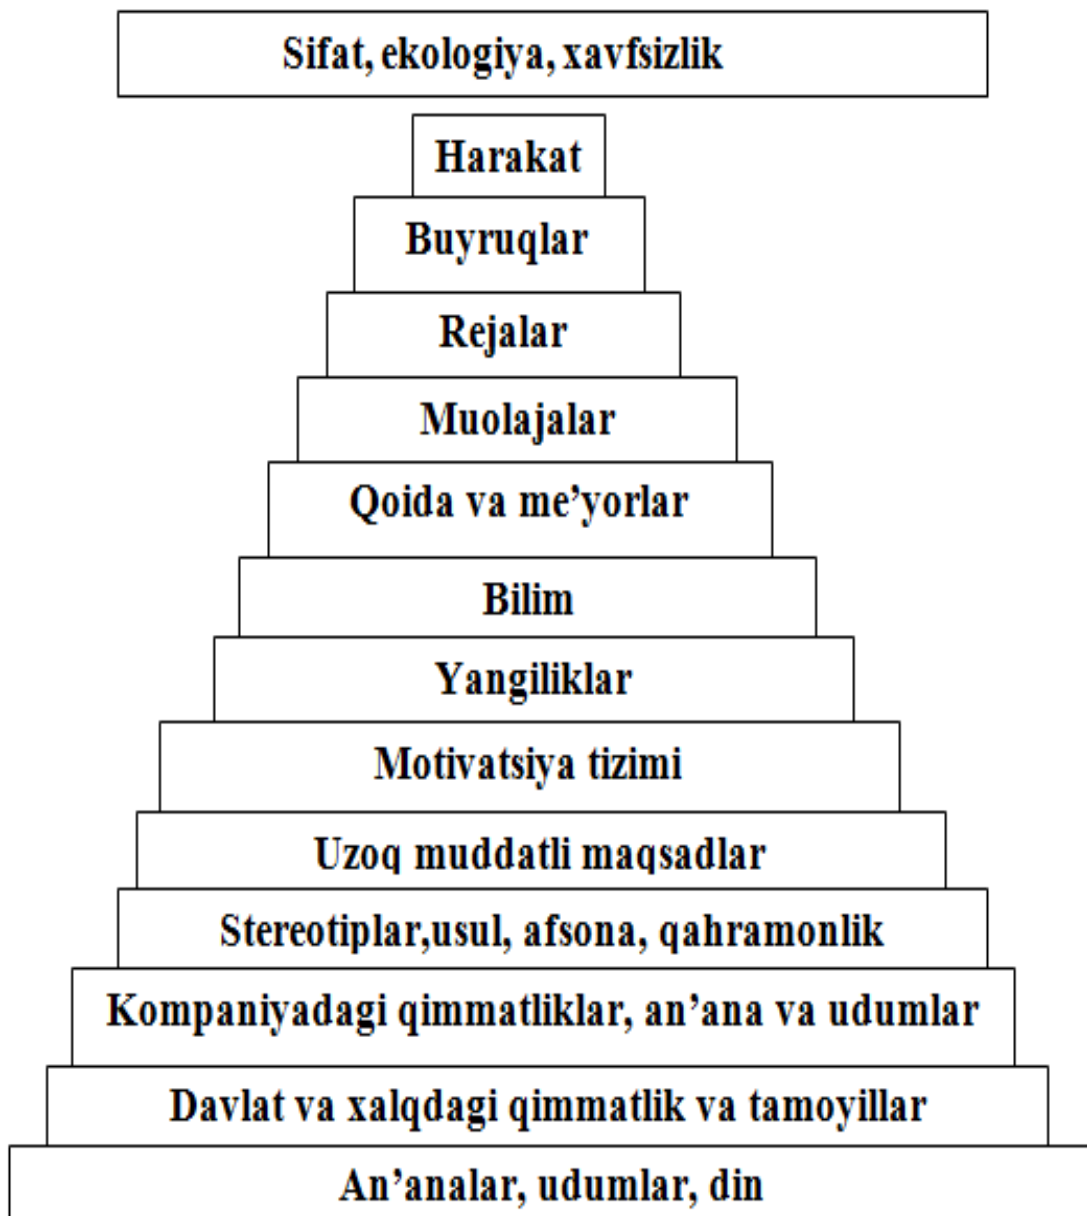 Sifat, ekologiya, xavfsizlik
Harakat
Buyruqlar
Rejalar
Muolajalar
Qoida va me’yorlar
Bilim
Yangiliklar
Motivatsiya tizimi
Uzoq muddatli maqsadlar
Stereotiplar,usul, afsona, qahramonlik
Kompaniyadagi qimmatliklar, an’ana va udumlar
Davlat va xalqdagi qimmatlik va tamoyillar
An’analar, udumlar, din